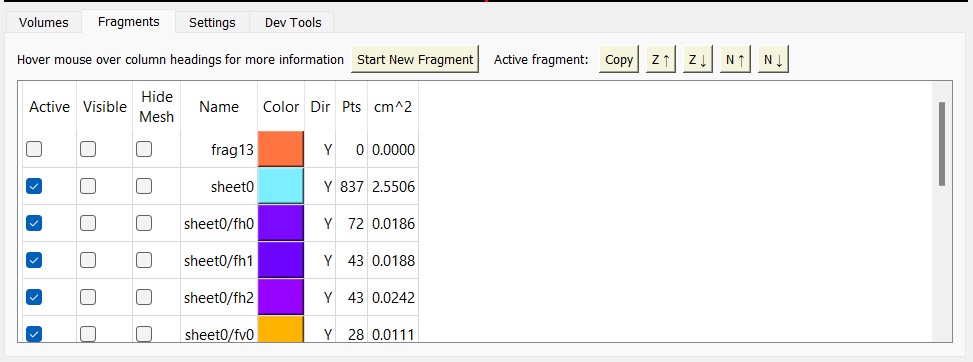 Volumes Fragments Settings Dev Tools
Hover mouse over column headings for more information Start New Fragment Active fragment: Copy Z ↑ Z ↓ N ↑ N ↓
Active Visible Hide Mesh Name Color Dir Pts cm^2
frag13 Y 0 0.0000
sheet0 Y 837 2.5506
sheet0/fh0 Y 72 0.0186
sheet0/fh1 Y 43 0.0188
sheet0/fh2 Y 43 0.0242
sheet0/fv0 Y 28 0.0111